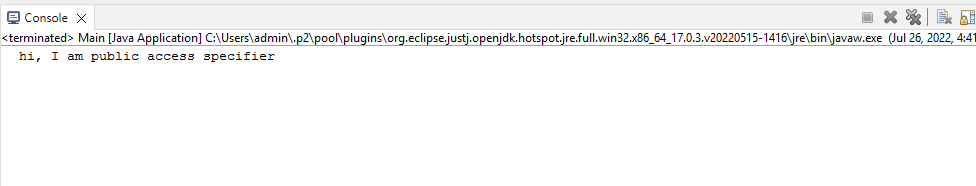 Console
<terminated> Main [Java Application] C:\Users\admin\.p2\pool\plugins\org.eclipse.justj.openjdk.hotspot.jre.full.win32.x86_64_17.0.3.v20220515-1416\jre\bin\javaw.exe (Jul 26, 2022, 4:41
hi, I am public access specifier